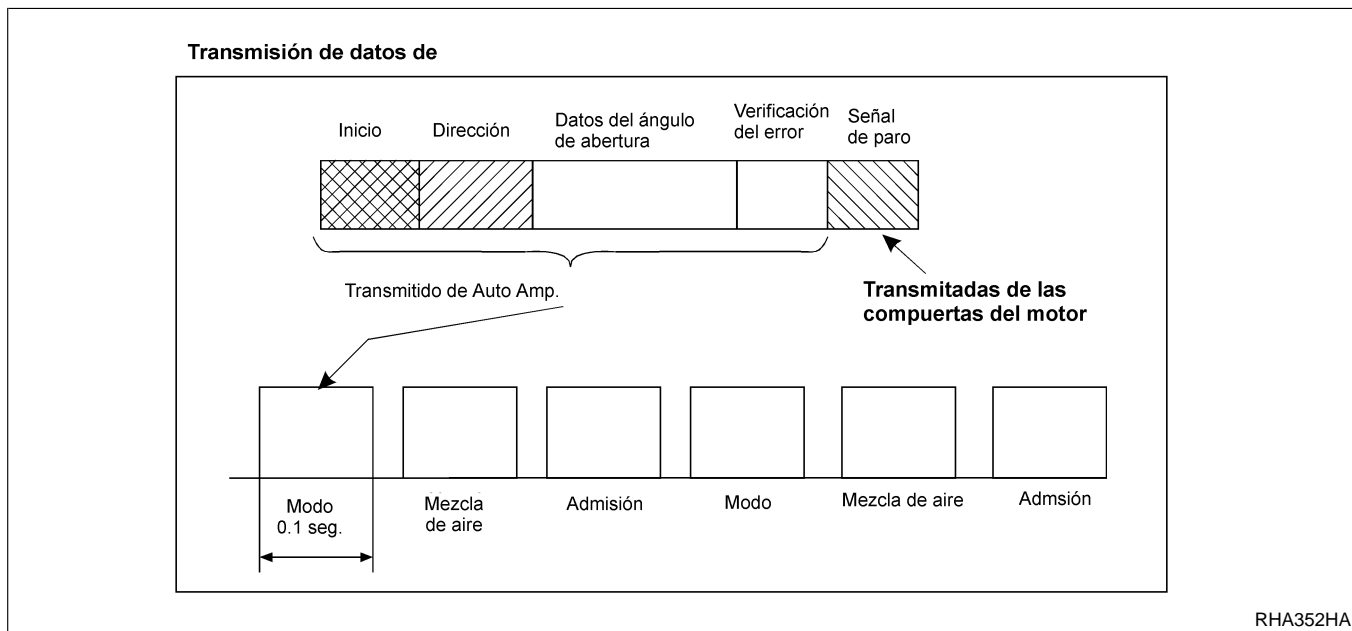 Transmisión de datos de
Inicio
Dirección
Datos del ángulo
de abertura
Verificación
del error
Señal
de paro
Transmitido de Auto Amp.
Transmitadas de las
compuertas del motor
Modo
0.1 seg.
Mezcla
de aire
Admisión
Modo
Mezcla de aire
Admsión
RHA352HA